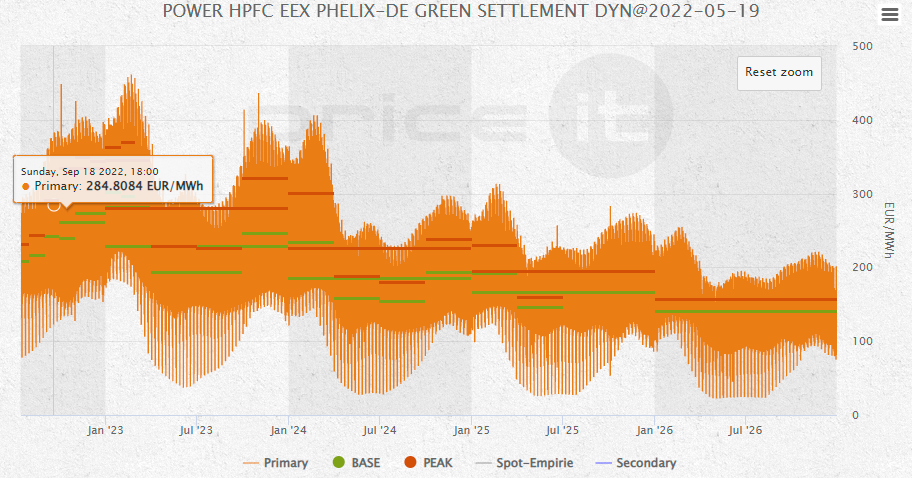 POWER HPFC EEX PHELIX-DE GREEN SETTLEMENT DYN@2022-05-19
500
Reset zoom
price it
400
Sunday, Sep 18 2022, 18:00
Primary: 284.8084 EUR/MWh
300
EUR/MWh
200
100
0
Jan '23
Jul '23
Jan '24
Jul '24
Jan '25
Jul '25
Jan '26
Jul '26
Primary
BASE
PEAK
Spot-Empirie
Secondary